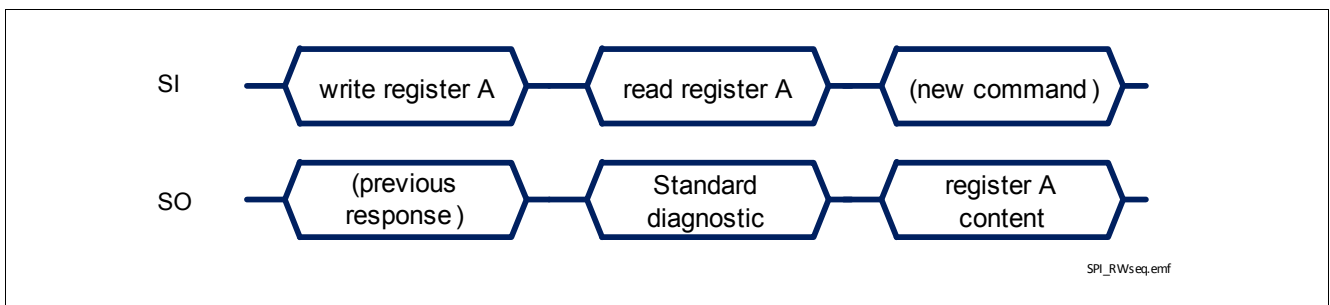 SI
write register A
read register A
(new command)
SO
(previous
response)
Standard
diagnostic
register A
content
SPI_RWseq.emf